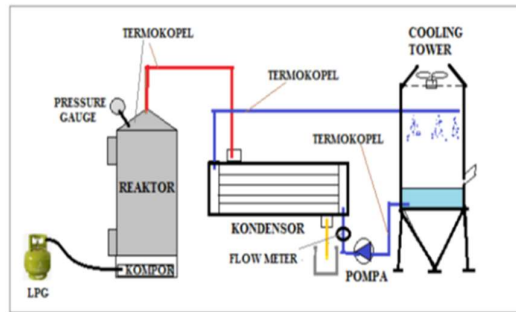 TERMOKOPEL
COOLING
TOWER
TERMOKOPEL
PRESSURE
GAUGE
TERMOKOPEL
REAKTOR
KONDENSOR
FLOW METER
POMPA
KOMPOR
LPG